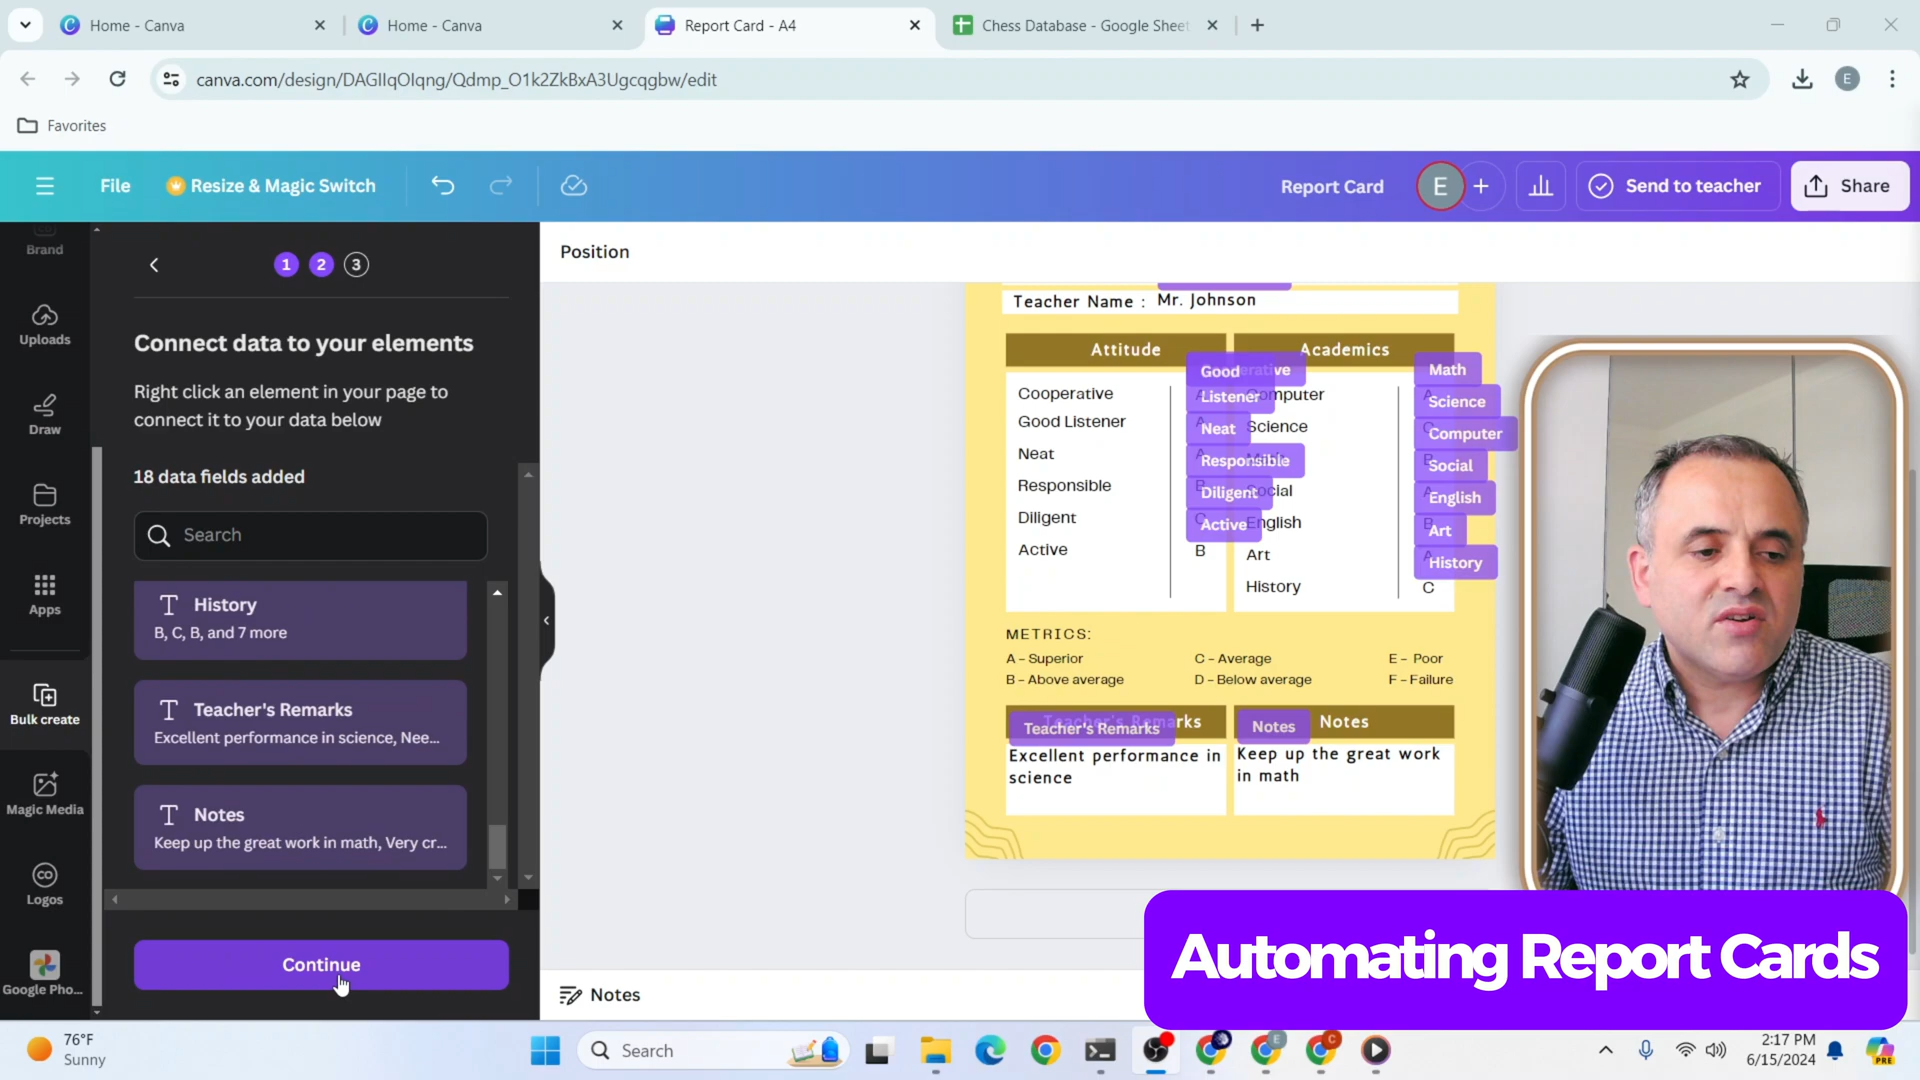 Home - Canva
Home - Canva
Report Card - A4
Chess Database - Google Sheet
canva.com/design/DAGIIqOIqng/Qdmp_O1k2ZkBxA3Ugcqgbw/edit
E
Favorites
File
Resize & Magic Switch
Report Card
E
Send to teacher
Share
Brand
Uploads
Draw
Projects
Apps
Bulk create
Magic Media
Logos
Google Pho...
1 2 3
Connect data to your elements
Right click an element in your page to
connect it to your data below
18 data fields added
Search
History
B, C, B, and 7 more
Teacher's Remarks
Excellent performance in science, Nee...
Notes
Keep up the great work in math, Very cr...
Continue
Position
Teacher Name : Mr. Johnson
Attitude
Academics
Cooperative
Good Listener
Neat
Responsible
Diligent
Active
Good
Listener
Neat
Responsible
Diligent
Active
B
Computer
Science
Social
English
Art
History
Math
Science
Computer
Social
English
Art
History
C
METRICS:
A - Superior
C - Average
E - Poor
B - Above average
D - Below average
F - Failure
Teacher's Remarks
Teacher's Remarks
Notes
Notes
Excellent performance in
science
Keep up the great work
in math
Notes
Automating Report Cards
76°F
Sunny
Search
2:17 PM
6/15/2024
PRE